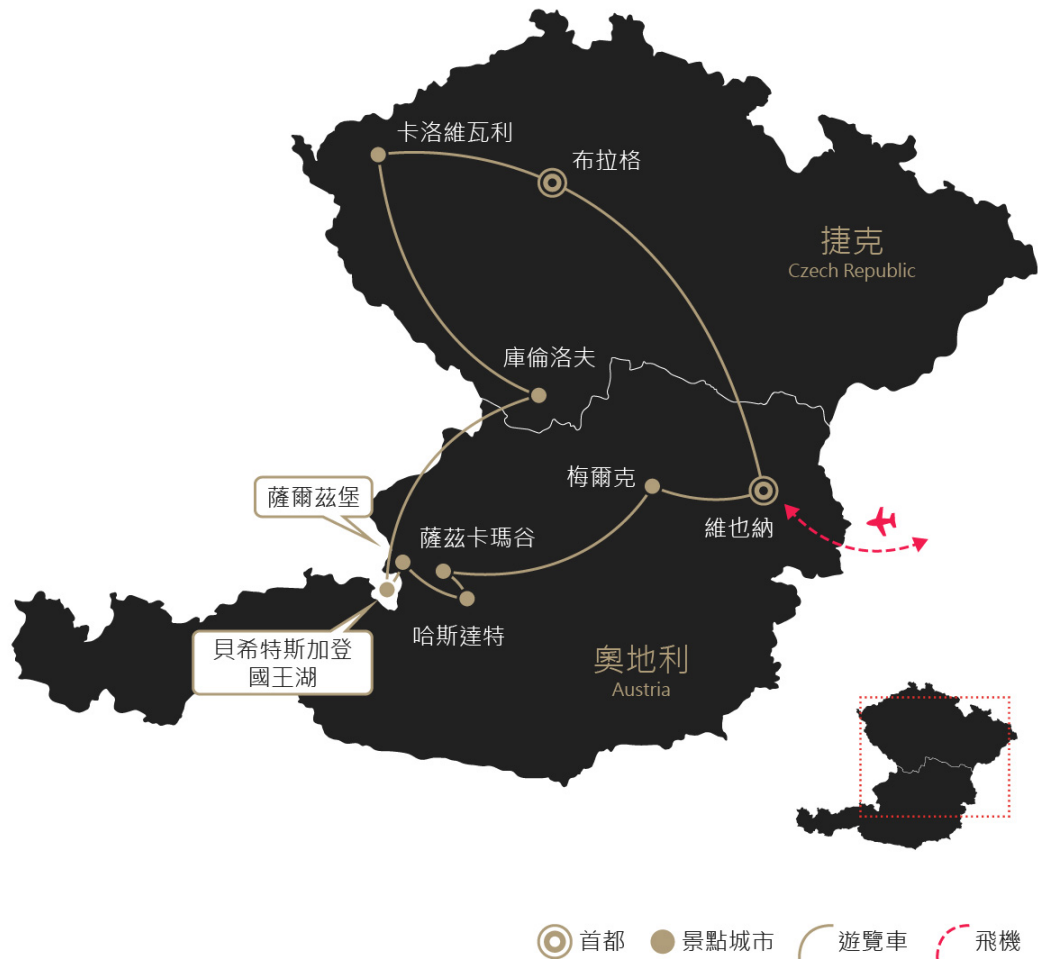 卡洛維瓦利
布拉格
捷克
Czech Republic
庫倫洛夫
梅爾克
薩爾茲堡
維也納
薩茲卡瑪谷
哈斯達特
貝希特斯加登
國王湖
奧地利
Austria
首都
景點城市
遊覽車
飛機